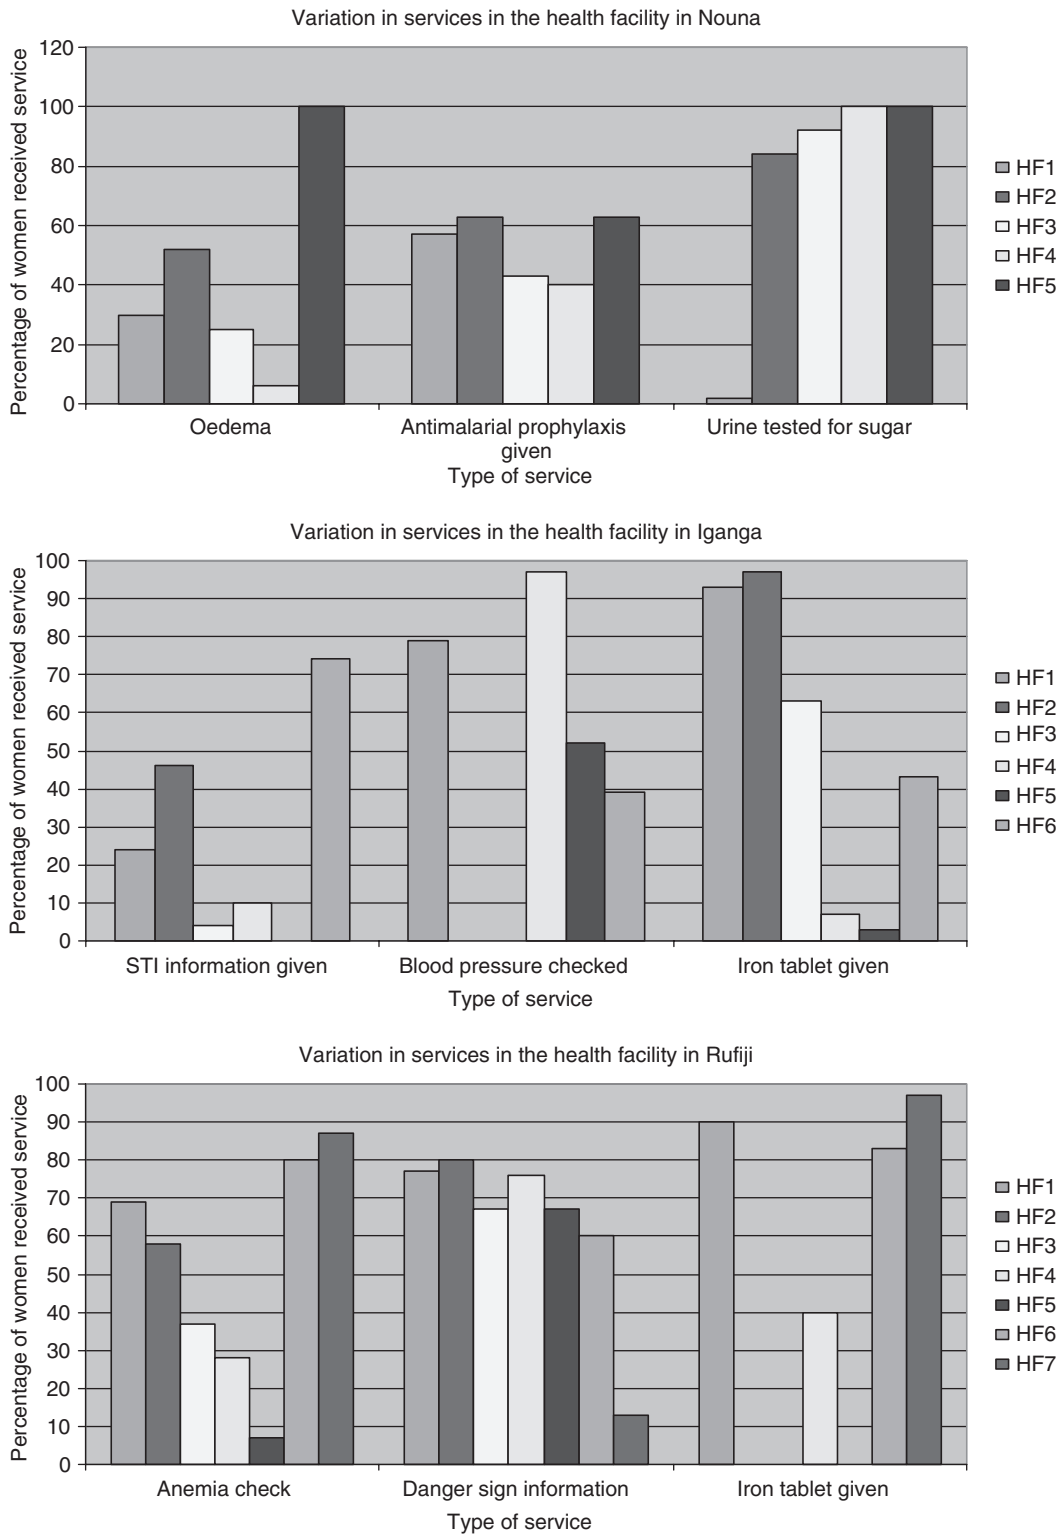 Variation in services in the health facility in Nouna
Percentage of women received service
120
100
80
60
40
20
0
Oedema
Antimalarial prophylaxis
given
Urine tested for sugar
Type of service
HF1
HF2
HF3
HF4
HF5
Variation in services in the health facility in Iganga
Percentage of women received service
100
90
80
70
60
50
40
30
20
10
0
STI information given
Blood pressure checked
Iron tablet given
Type of service
HF1
HF2
HF3
HF4
HF5
HF6
Variation in services in the health facility in Rufiji
Percentage of women received service
100
90
80
70
60
50
40
30
20
10
0
Anemia check
Danger sign information
Iron tablet given
Type of service
HF1
HF2
HF3
HF4
HF5
HF6
HF7